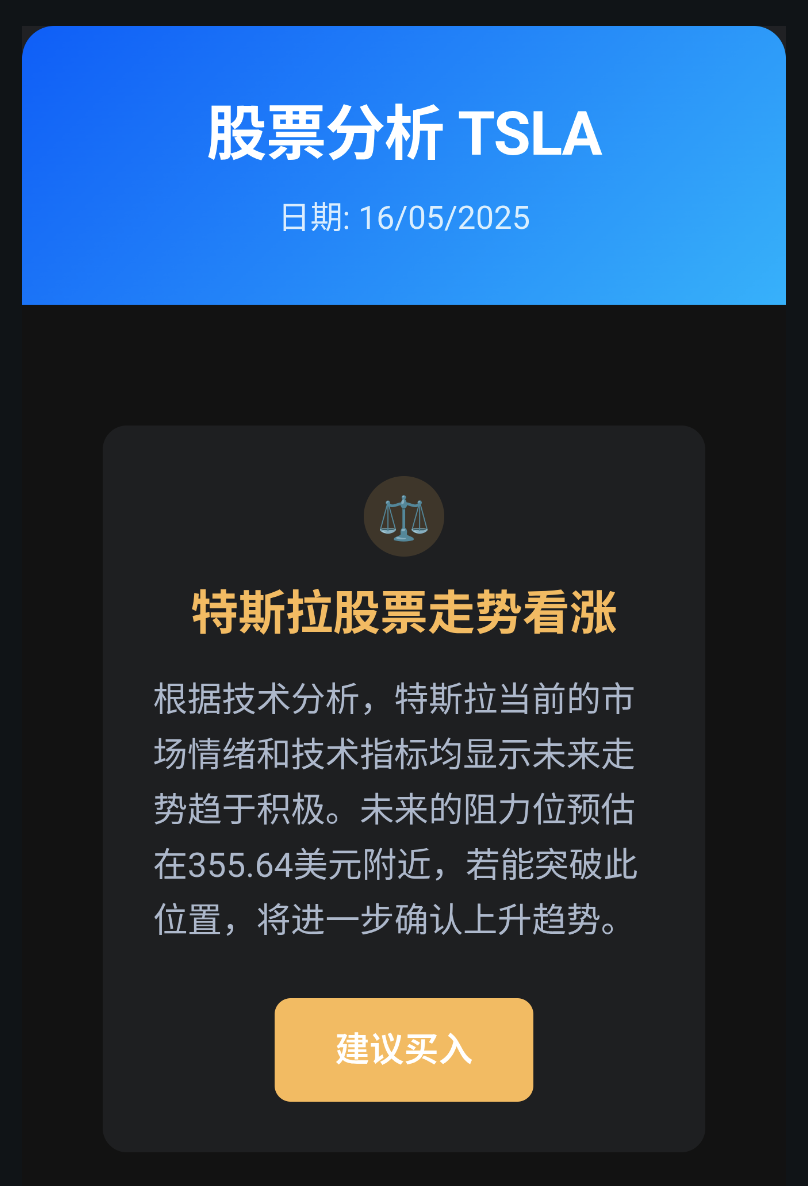 股票分析 TSLA
日期: 16/05/2025
特斯拉股票走势看涨
根据技术分析，特斯拉当前的市
场情绪和技术指标均显示未来走
势趋于积极。未来的阻力位预估
在355.64美元附近，若能突破此
位置，将进一步确认上升趋势。
建议买入